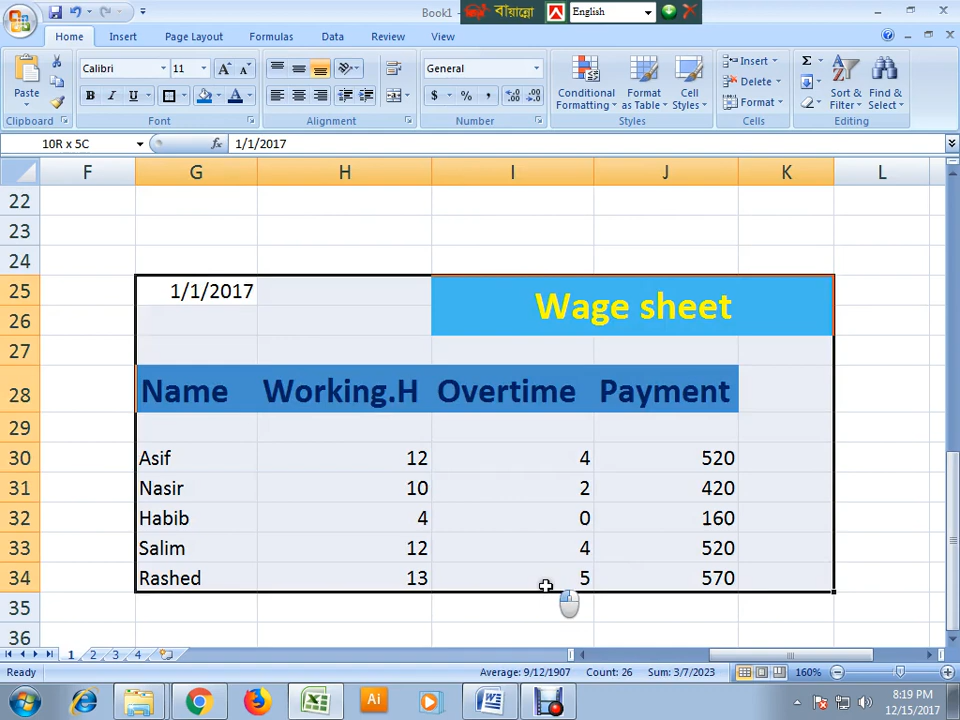 Book1 -
বায়ান্নো
English
Home Insert Page Layout Formulas Data Review View
Paste
Calibri 11
B I U
General
$ % ,
Conditional Formatting
Format as Table
Cell Styles
Insert
Delete
Format
Σ
Sort & Filter
Find & Select
Clipboard Font Alignment Number Styles Cells Editing
10R x 5C fx 1/1/2017
F G H I J K L
22
23
24
25 1/1/2017 Wage sheet
26
27
28 Name Working.H Overtime Payment
29
30 Asif 12 4 520
31 Nasir 10 2 420
32 Habib 4 0 160
33 Salim 12 4 520
34 Rashed 13 5 570
35
36
1 2 3 4
Ready Average: 9/12/1907 Count: 26 Sum: 3/7/2023 160%
Ai
8:19 PM
12/15/2017